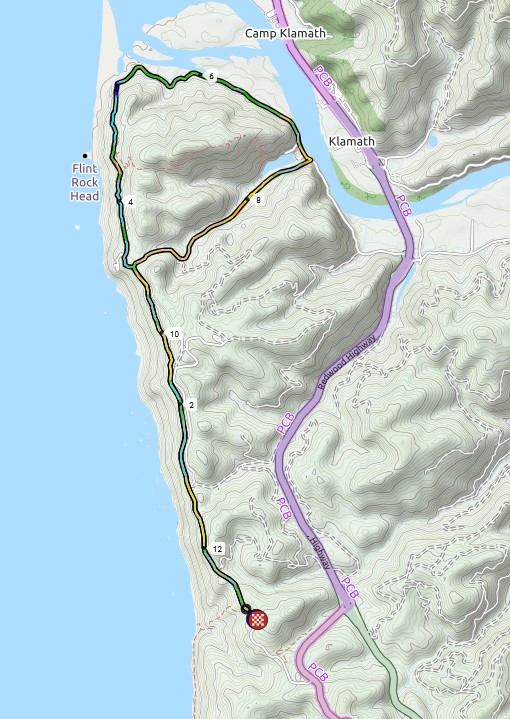 Camp Klamath
PCB
6
Klamath
Flint
Rock
Head
4
8
PCB
10
Redwood Highway
2
PCB
PCB
Highway
12
PCB
PCB